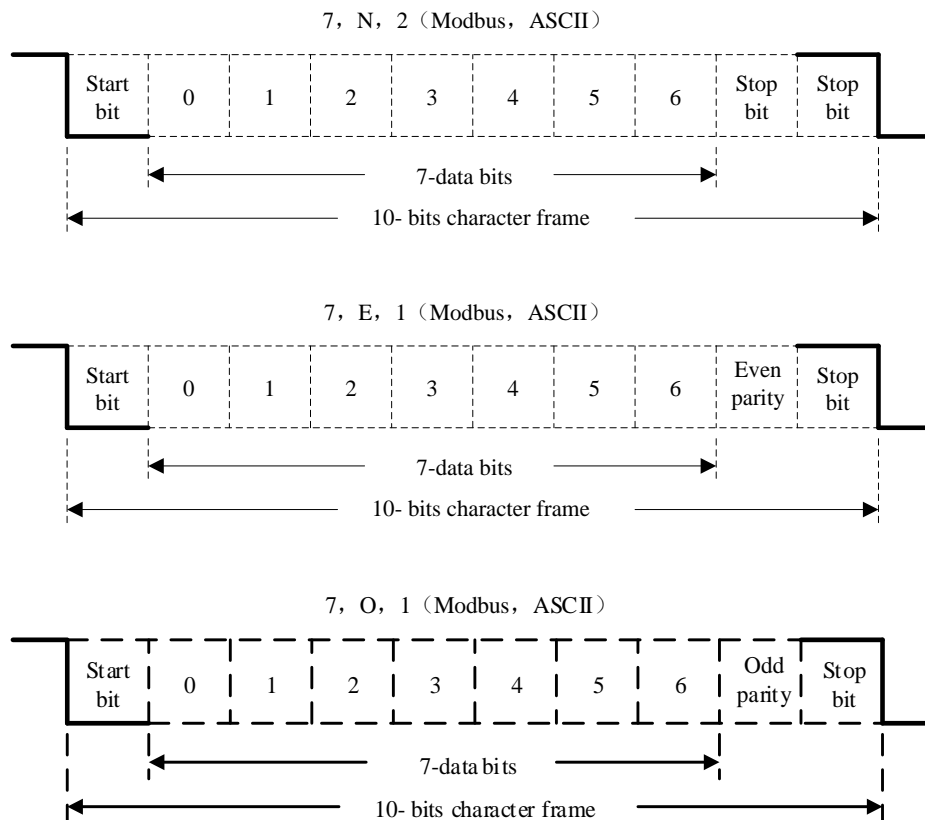 7，N，2（Modbus，ASCII）
Start bit 0 1 2 3 4 5 6 Stop bit Stop bit
7-data bits
10- bits character frame
7，E，1（Modbus，ASCII）
Start bit 0 1 2 3 4 5 6 Even parity Stop bit
7-data bits
10- bits character frame
7，O，1（Modbus，ASCII）
Start bit 0 1 2 3 4 5 6 Odd parity Stop bit
7-data bits
10- bits character frame